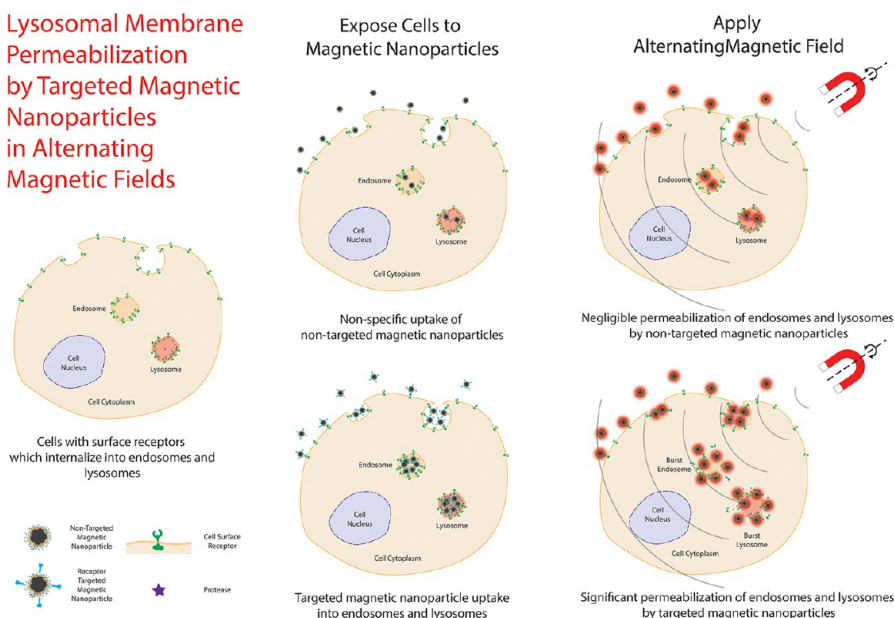 Lysosomal Membrane
Permeabilization
by Targeted Magnetic
Nanoparticles
in Alternating
Magnetic Fields
Endosome
Cell
Nucleus
Lysosome
Cell Cytoplasm
Cells with surface receptors
which internalize into endosomes and
lysosomes
Non-Targeted
Magnetic
Nanoparticle
Cell Surface
Receptor
Receptor
Targeted
Magnetic
Nanoparticle
Protease
Expose Cells to
Magnetic Nanoparticles
Endosome
Cell
Nucleus
Lysosome
Cell Cytoplasm
Non-specific uptake of
non-targeted magnetic nanoparticles
Endosome
Cell
Nucleus
Lysosome
Cell Cytoplasm
Targeted magnetic nanoparticle uptake
into endosomes and lysosomes
Apply
AlternatingMagnetic Field
Endosome
Cell
Nucleus
Lysosome
Cell Cytoplasm
Negligible permeabilization of endosomes and lysosomes
by non-targeted magnetic nanoparticles
Burst
Endosome
Cell
Nucleus
Burst
Lysosome
Cell Cytoplasm
Significant permeabilization of endosomes and lysosomes
by targeted magnetic nanoparticles